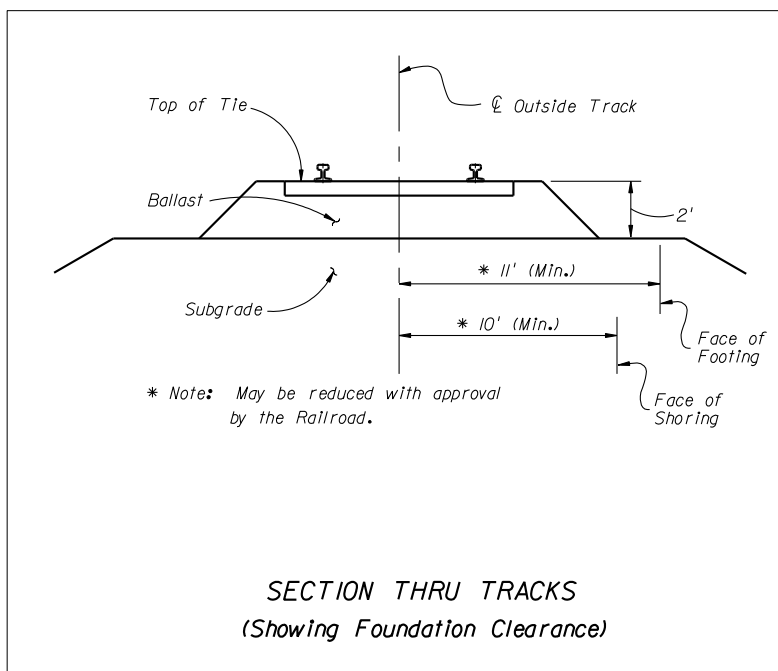 ℄ Outside Track
Top of Tie
Ballast
2'
* 11' (Min.)
Subgrade
* 10' (Min.)
Face of
Footing
* Note: May be reduced with approval
by the Railroad.
Face of
Shoring
SECTION THRU TRACKS
(Showing Foundation Clearance)